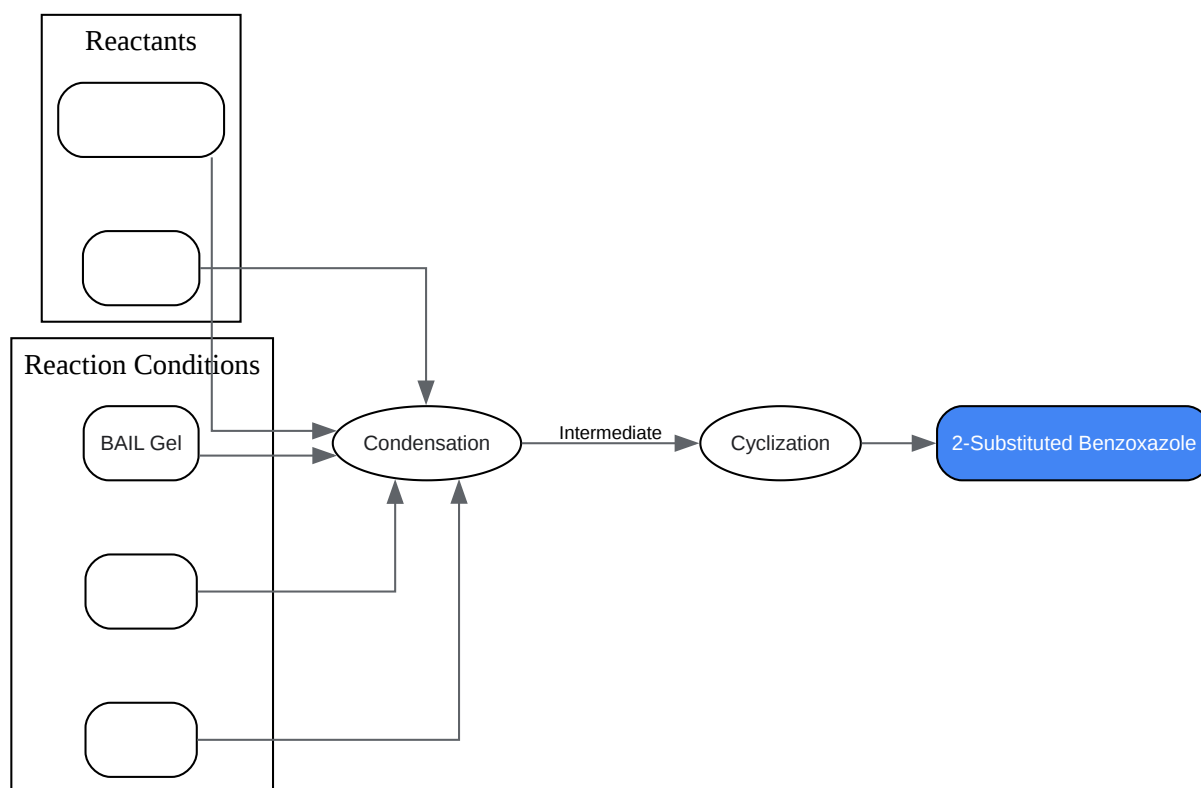 Reactants
Reaction Conditions
BAIL Gel
Condensation
Intermediate
Cyclization
2-Substituted Benzoxazole